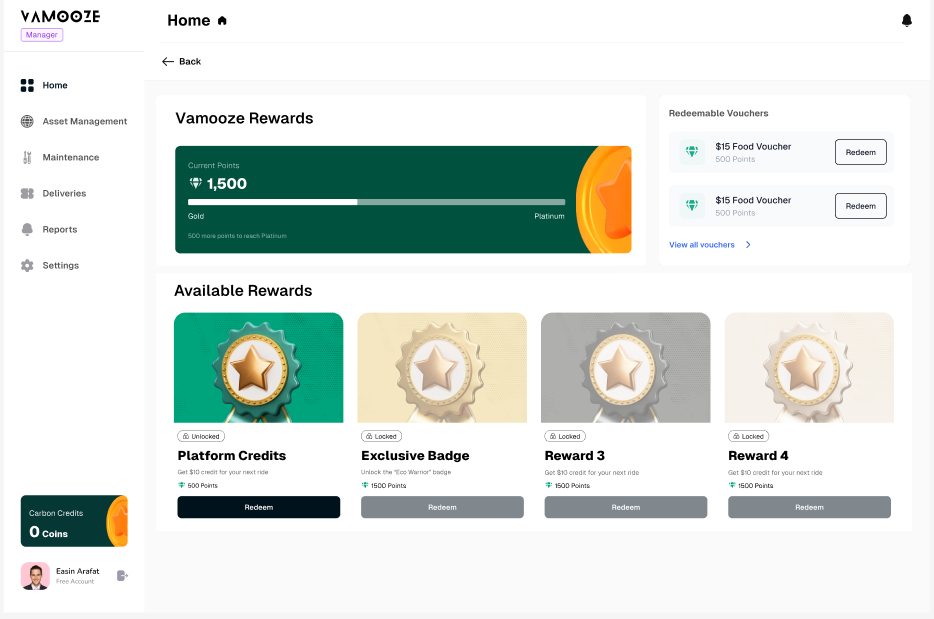 VAMOOZE
Manager
Home
Asset Management
Maintenance
Deliveries
Reports
Settings
Carbon Credits
0 Coins
Easin Arafat
Free Account
Home
Back
Vamooze Rewards
Current Points
1,500
Gold
Platinum
500 more points to reach Platinum
Redeemable Vouchers
$15 Food Voucher
500 Points
Redeem
$15 Food Voucher
500 Points
Redeem
View all vouchers
Available Rewards
Unlocked
Platform Credits
Get $10 credit for your next ride
500 Points
Redeem
Locked
Exclusive Badge
Unlock the "Eco Warrior" badge
1500 Points
Redeem
Locked
Reward 3
Get $10 credit for your next ride
1500 Points
Redeem
Locked
Reward 4
Get $10 credit for your next ride
1500 Points
Redeem